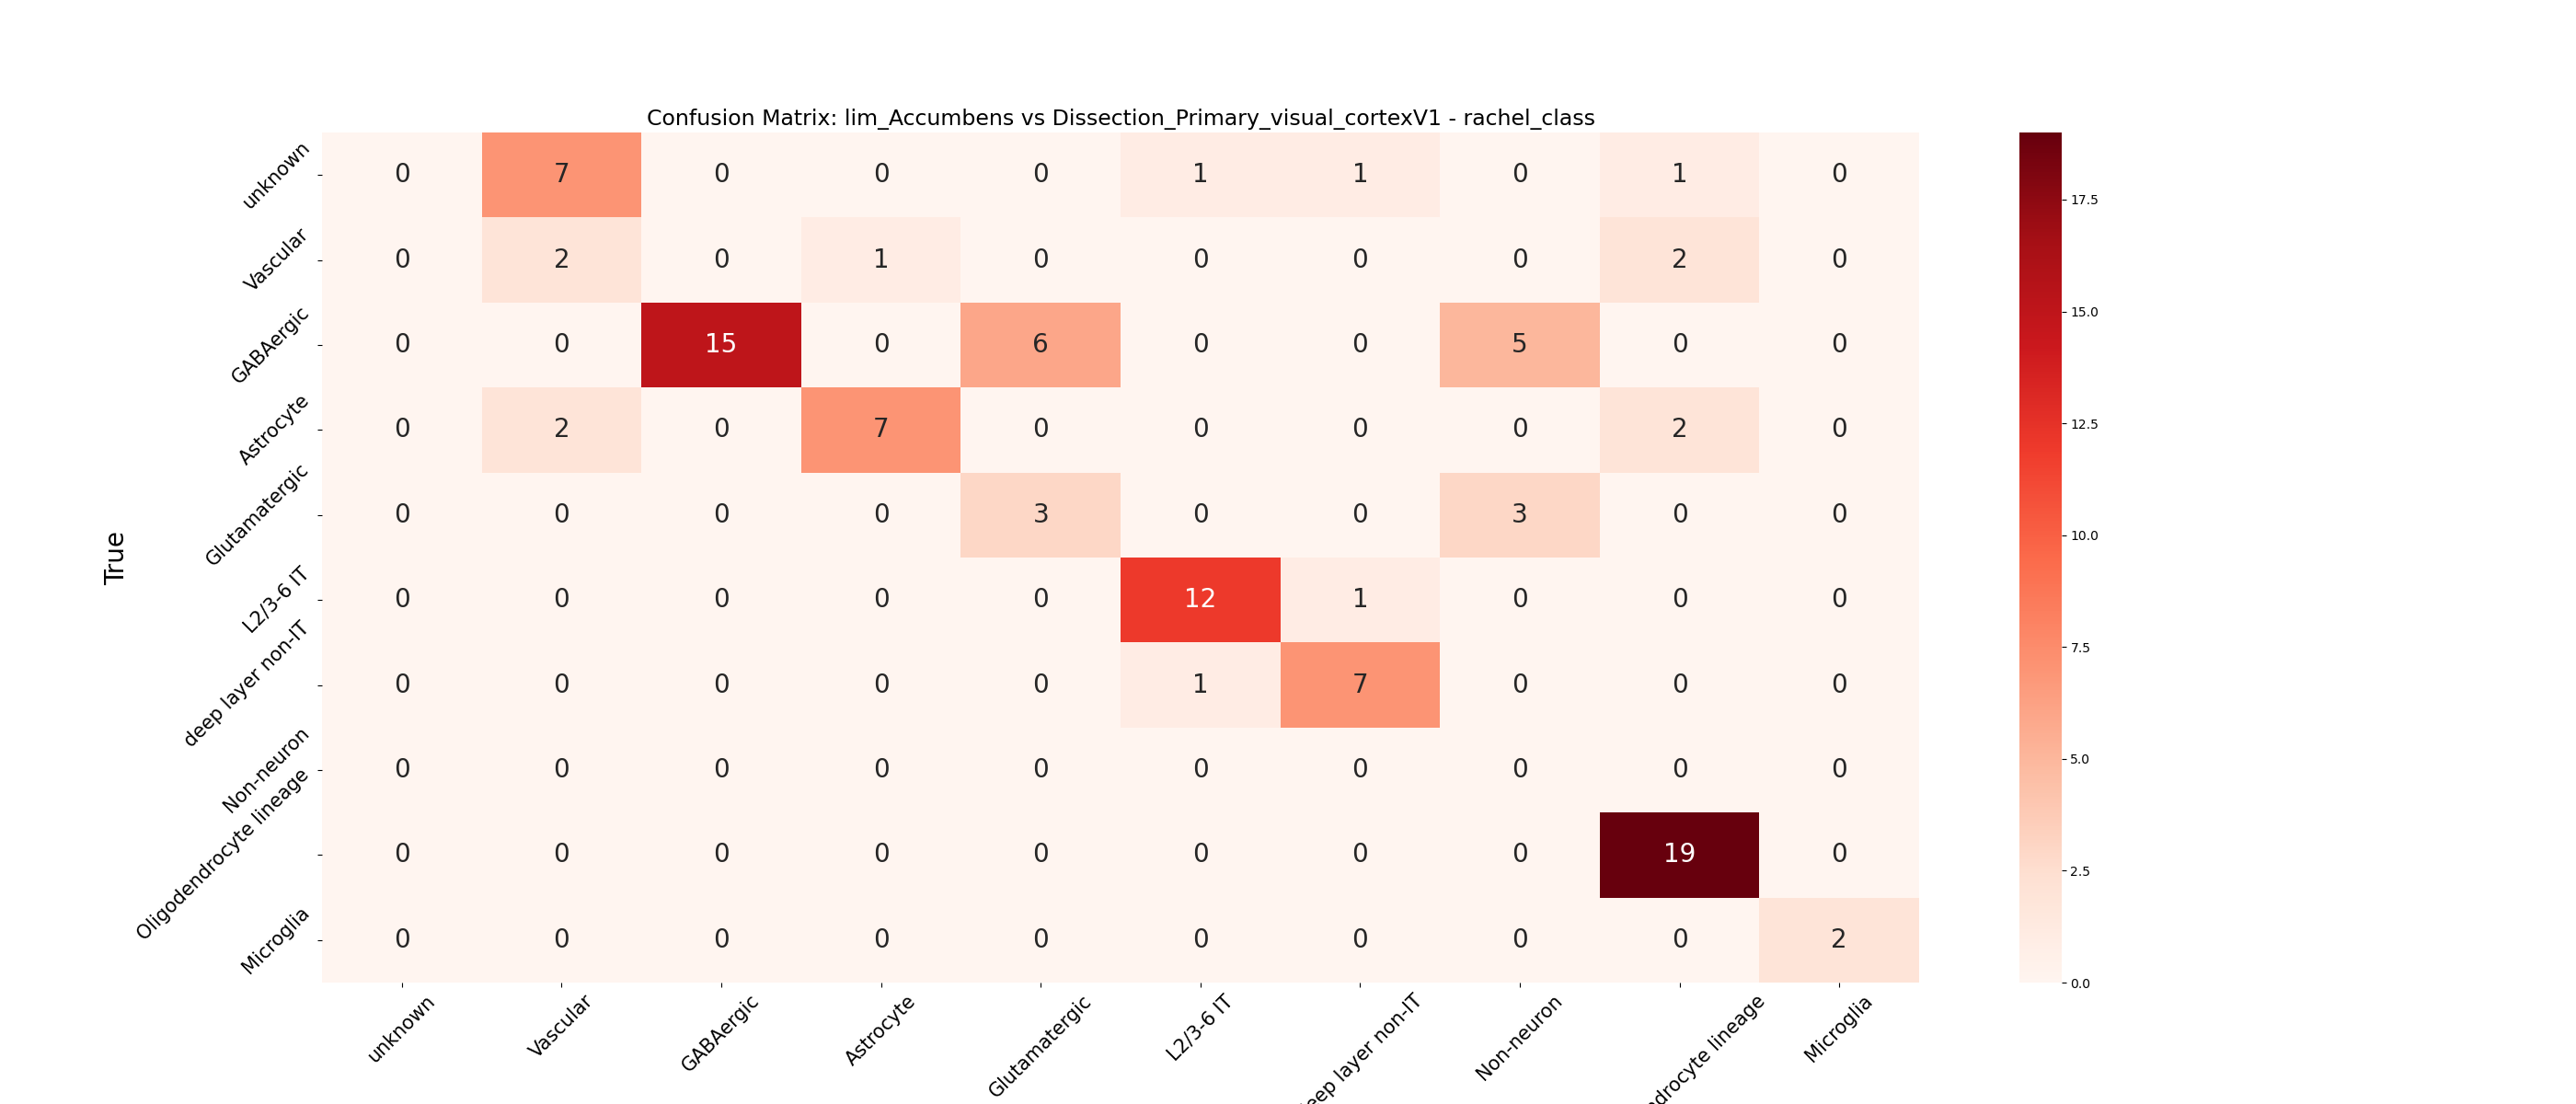 Confusion Matrix: lim_Accumbens vs Dissection_Primary_visual_cortexV1 - rachel_class
True
unknown 0 7 0 0 0 1 1 0 1 0
Vascular 0 2 0 1 0 0 0 0 2 0
GABAergic 0 0 15 0 6 0 0 5 0 0
Astrocyte 0 2 0 7 0 0 0 0 2 0
Glutamatergic 0 0 0 0 3 0 0 3 0 0
L2/3-6 IT 0 0 0 0 0 12 1 0 0 0
deep layer non-IT 0 0 0 0 0 1 7 0 0 0
Non-neuron 0 0 0 0 0 0 0 0 0 0
Oligodendrocyte lineage 0 0 0 0 0 0 0 0 19 0
Microglia 0 0 0 0 0 0 0 0 0 2
unknown
Vascular
GABAergic
Astrocyte
Glutamatergic
L2/3-6 IT
eep layer non-IT
Non-neuron
ndrocyte lineage
Microglia
17.5
15.0
12.5
10.0
7.5
5.0
2.5
0.0